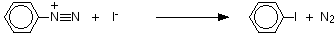 N≡N + I⁻ ⟶ I + N₂
+